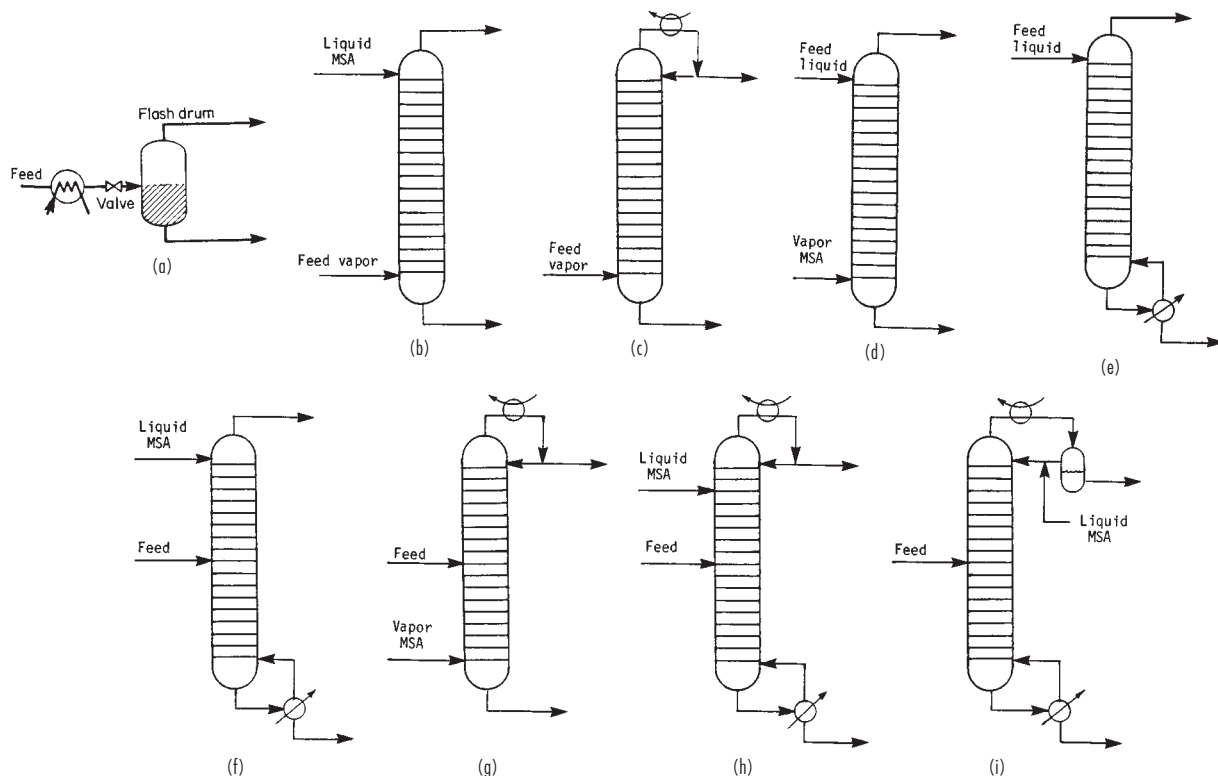 Flash drum
Feed
Valve
(a)
Liquid
MSA
Feed vapor
(b)
Feed
vapor
(c)
Feed
liquid
Vapor
MSA
(d)
Feed
liquid
(e)
Liquid
MSA
Feed
(f)
Feed
Vapor
MSA
(g)
Liquid
MSA
Feed
(h)
Feed
Liquid
MSA
(i)